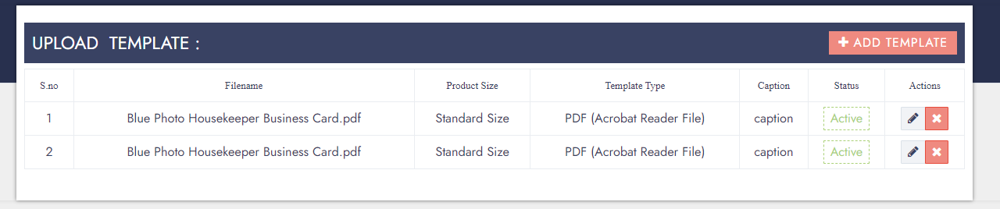 UPLOAD TEMPLATE :
ADD TEMPLATE
S.no Filename Product Size Template Type Caption Status Actions
1 Blue Photo Housekeeper Business Card.pdf Standard Size PDF (Acrobat Reader File) caption Active
2 Blue Photo Housekeeper Business Card.pdf Standard Size PDF (Acrobat Reader File) caption Active